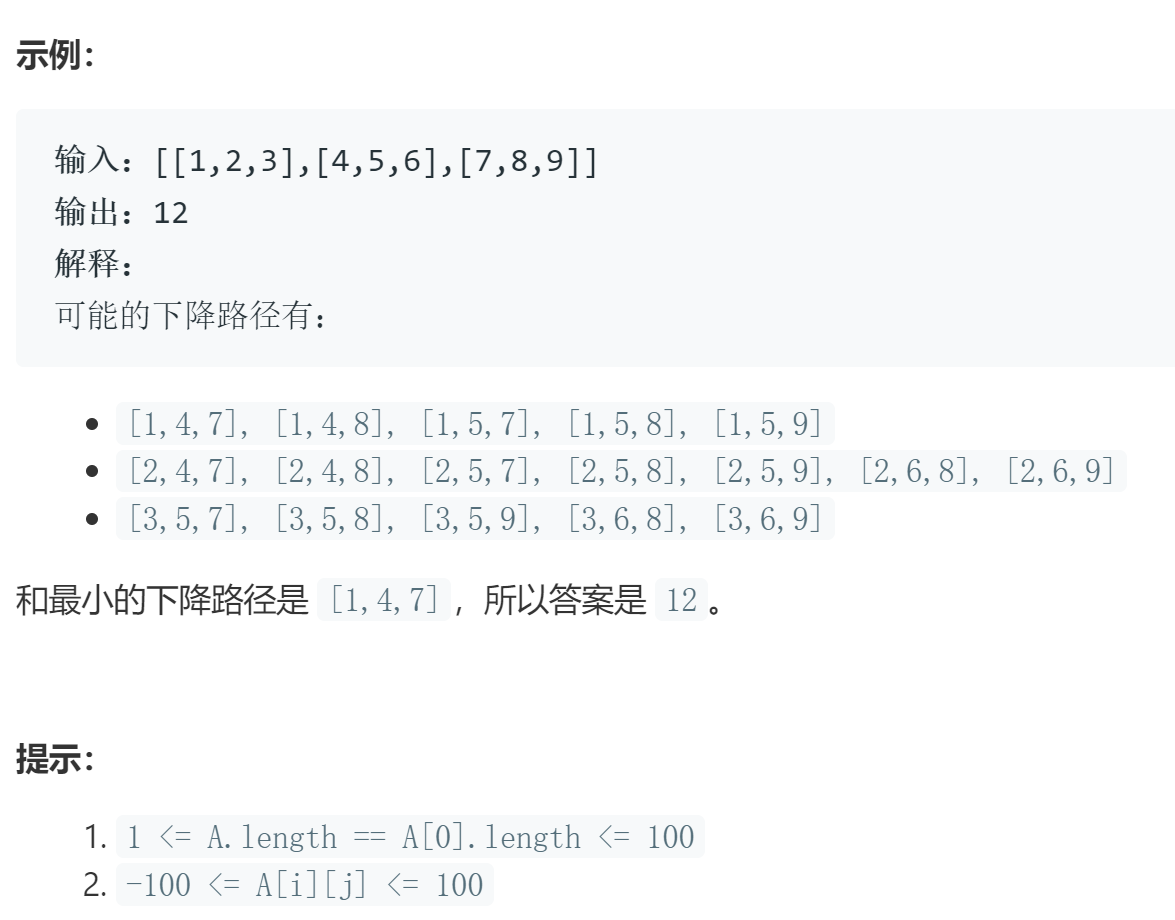 示例：
输入：[[1,2,3],[4,5,6],[7,8,9]]
输出：12
解释：
可能的下降路径有：
• [1,4,7], [1,4,8], [1,5,7], [1,5,8], [1,5,9]
• [2,4,7], [2,4,8], [2,5,7], [2,5,8], [2,5,9], [2,6,8], [2,6,9]
• [3,5,7], [3,5,8], [3,5,9], [3,6,8], [3,6,9]
和最小的下降路径是 [1,4,7]，所以答案是 12。
提示：
1. 1 <= A.length == A[0].length <= 100
2. -100 <= A[i][j] <= 100